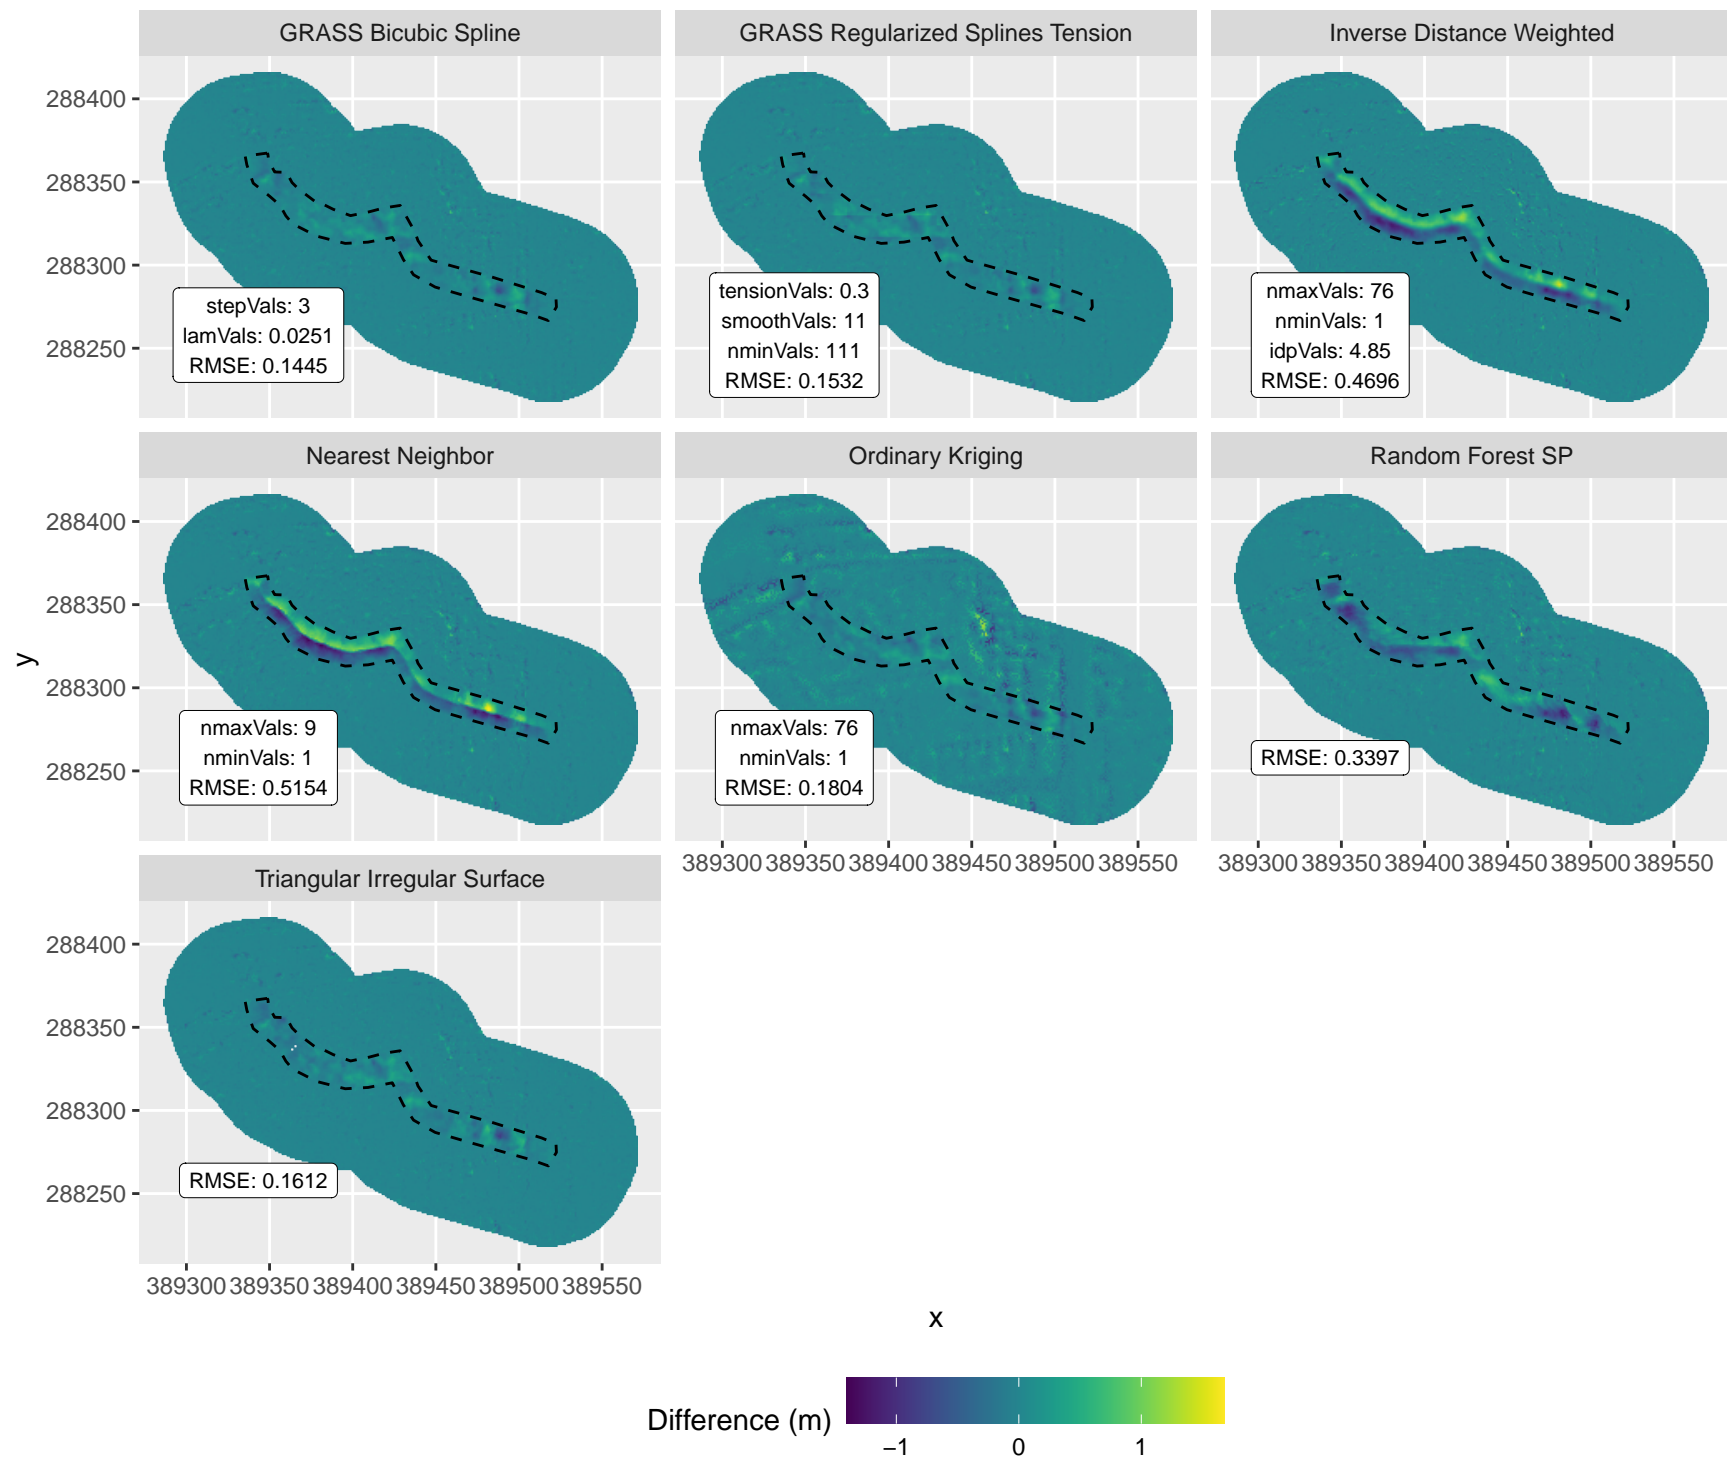 GRASS Bicubic Spline
GRASS Regularized Splines Tension
Inverse Distance Weighted
288400
288350
288300
288250
stepVals: 3
lamVals: 0.0251
RMSE: 0.1445
tensionVals: 0.3
smoothVals: 11
nminVals: 111
RMSE: 0.1532
nmaxVals: 76
nminVals: 1
idpVals: 4.85
RMSE: 0.4696
Nearest Neighbor
Ordinary Kriging
Random Forest SP
288400
288350
288300
288250
y
nmaxVals: 9
nminVals: 1
RMSE: 0.5154
nmaxVals: 76
nminVals: 1
RMSE: 0.1804
RMSE: 0.3397
389300 389350 389400 389450 389500 389550
389300 389350 389400 389450 389500 389550
Triangular Irregular Surface
288400
288350
288300
288250
RMSE: 0.1612
389300 389350 389400 389450 389500 389550
x
Difference (m)
−1 0 1